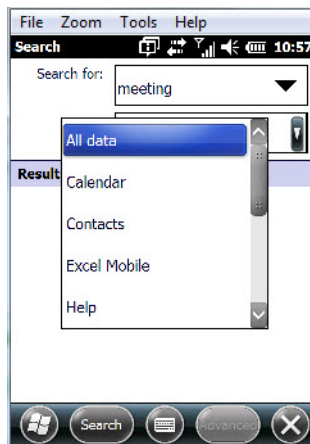 File Zoom Tools Help
Search 10:57
Search for: meeting
All data
Calendar
Result
Contacts
Excel Mobile
Help
Search Advanced